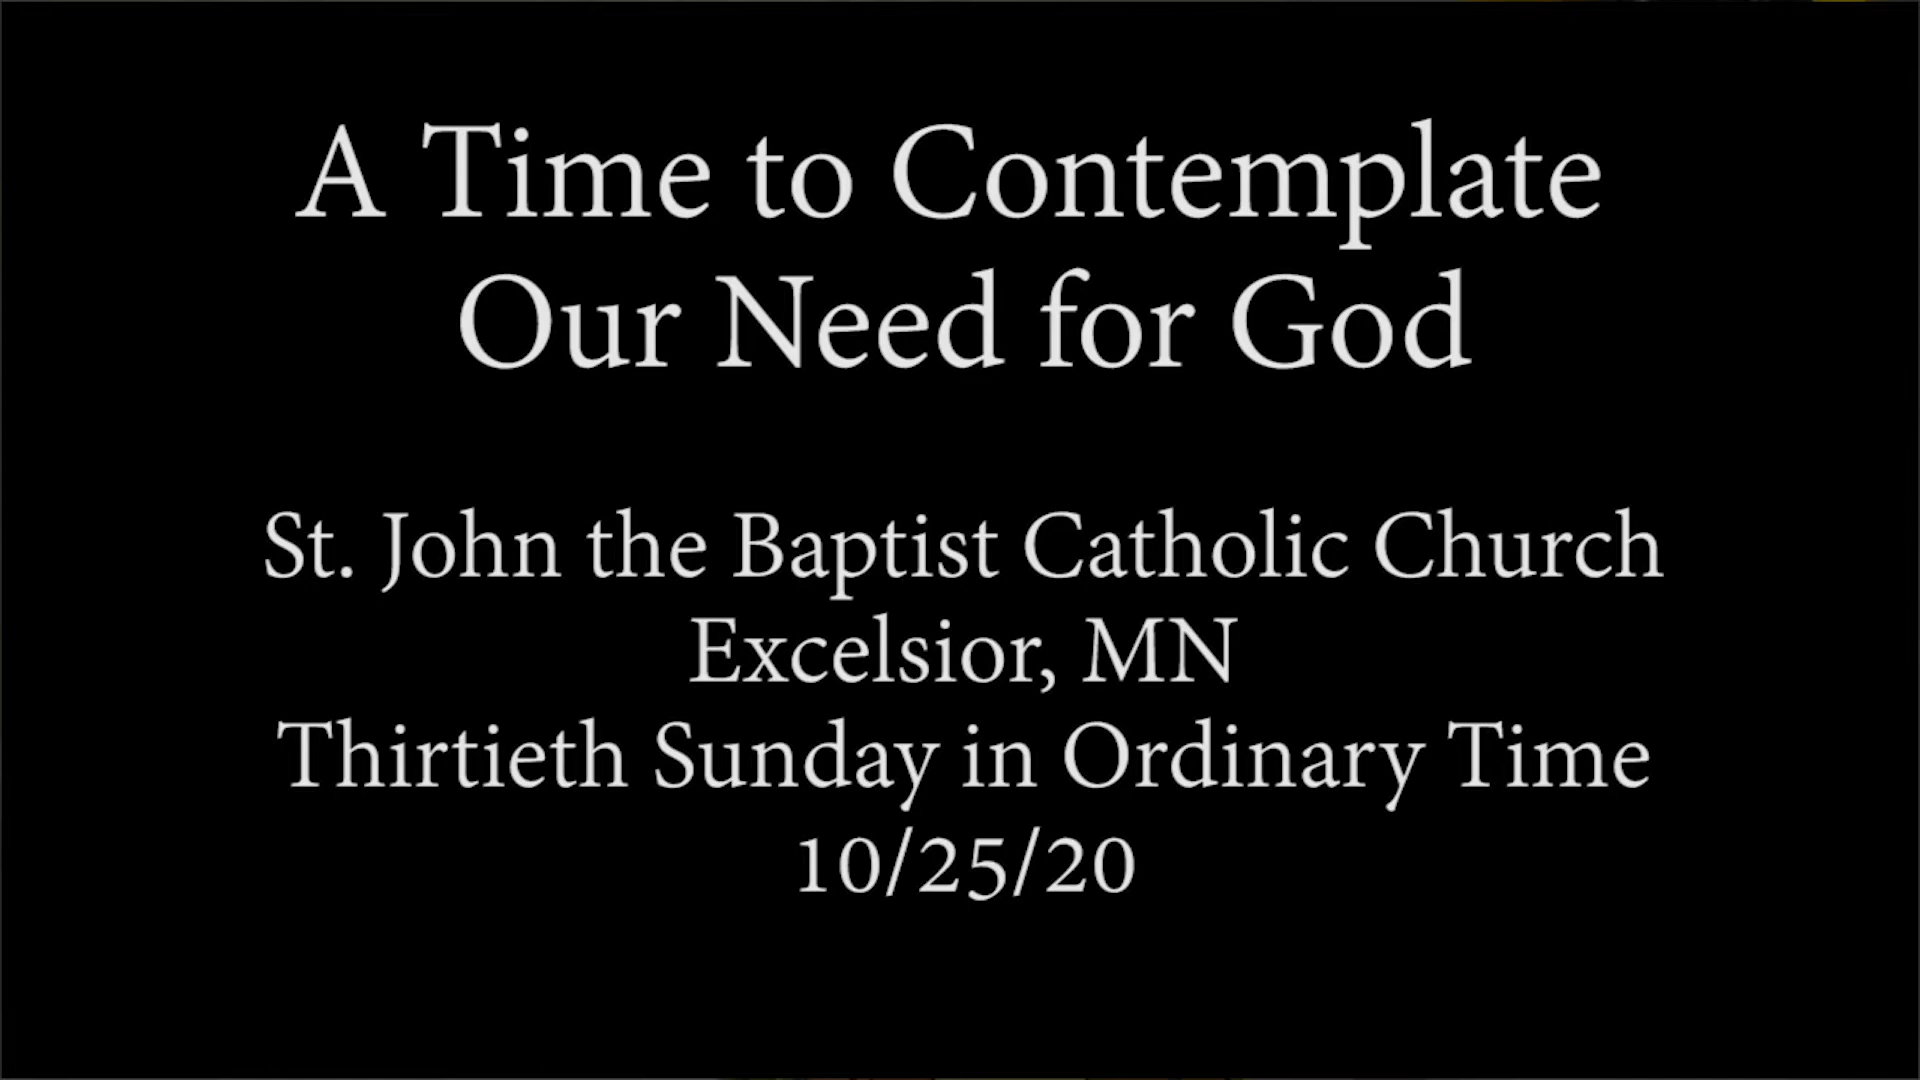 A Time to Contemplate
Our Need for God
St. John the Baptist Catholic Church
Excelsior, MN
Thirtieth Sunday in Ordinary Time
10/25/20